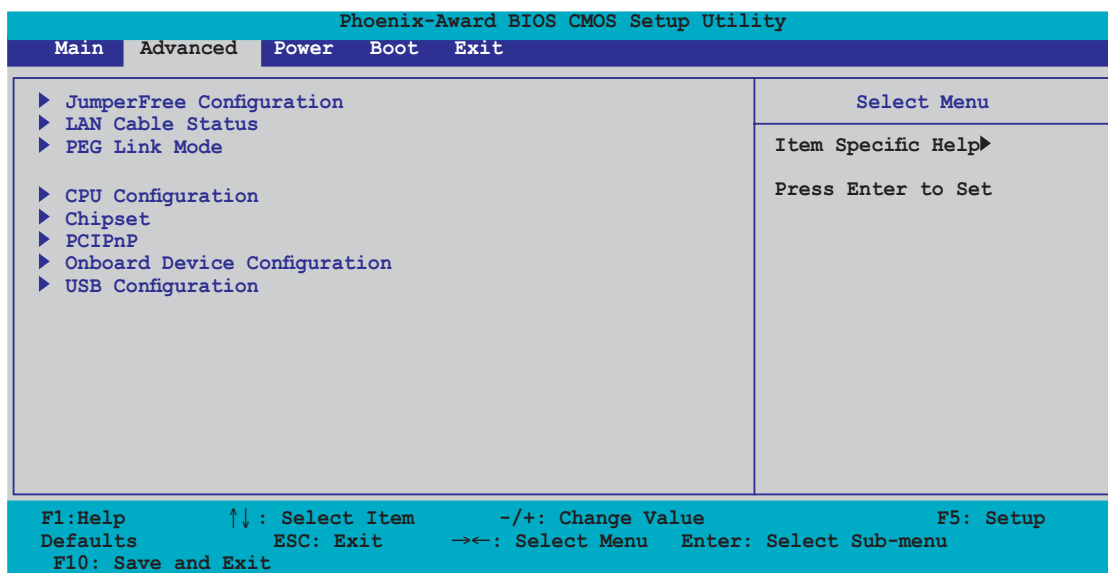 Phoenix-Award BIOS CMOS Setup Utility
Main Advanced Power Boot Exit
JumperFree Configuration
LAN Cable Status
PEG Link Mode
CPU Configuration
Chipset
PCIPnP
Onboard Device Configuration
USB Configuration
Select Menu
Item Specific Help
Press Enter to Set
F1:Help ↑↓: Select Item -/+: Change Value F5: Setup
Defaults ESC: Exit →←: Select Menu Enter: Select Sub-menu
F10: Save and Exit